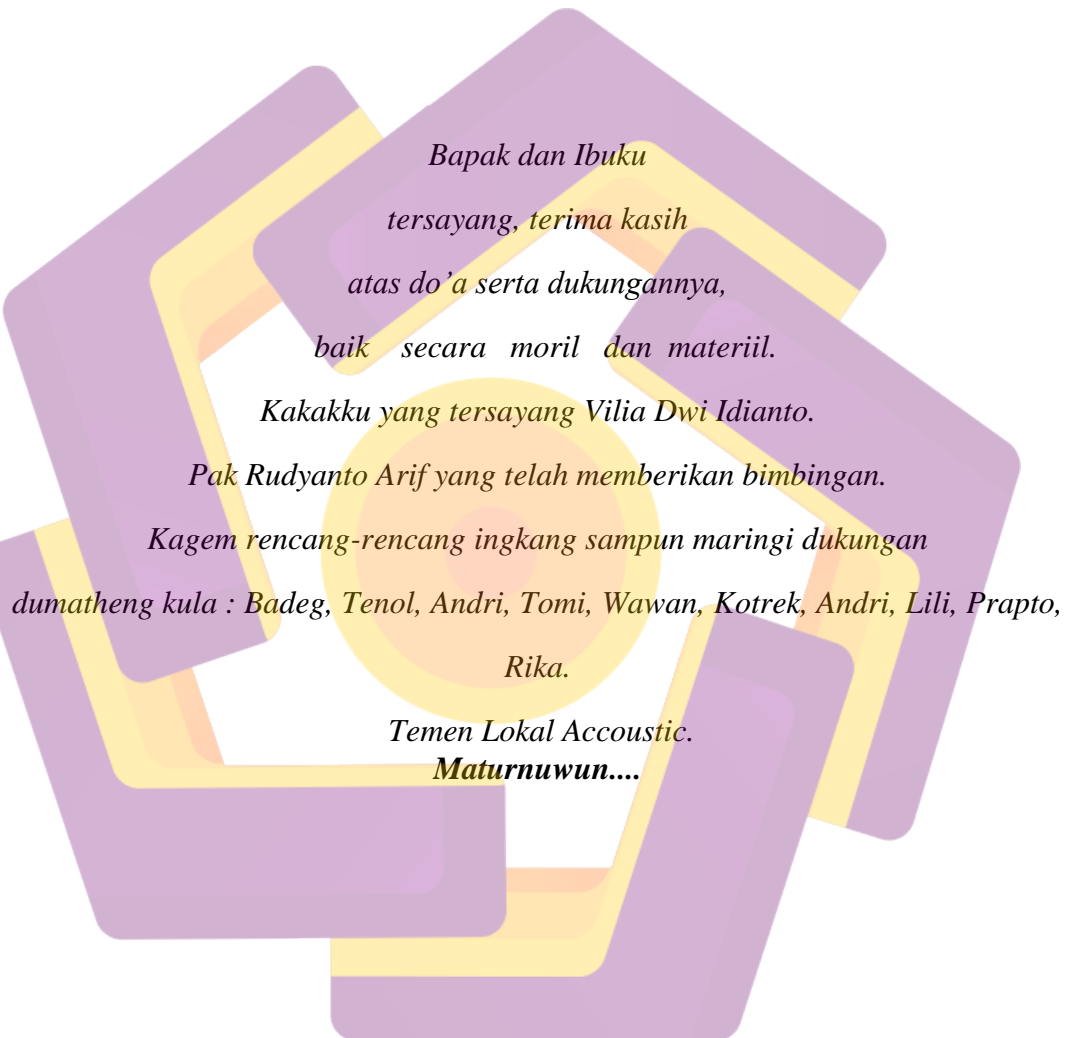 Bapak dan Ibuku
tersayang, terima kasih
atas do’a serta dukungannya,
baik secara moril dan materiil.
Kakakku yang tersayang Vilia Dwi Idianto.
Pak Rudyanto Arif yang telah memberikan bimbingan.
Kagem rencang-rencang ingkang sampun maringi dukungan
dumatheng kula : Badeg, Tenol, Andri, Tomi, Wawan, Kotrek, Andri, Lili, Prapto,
Rika.
Temen Lokal Accoustic.
Maturnuwun....